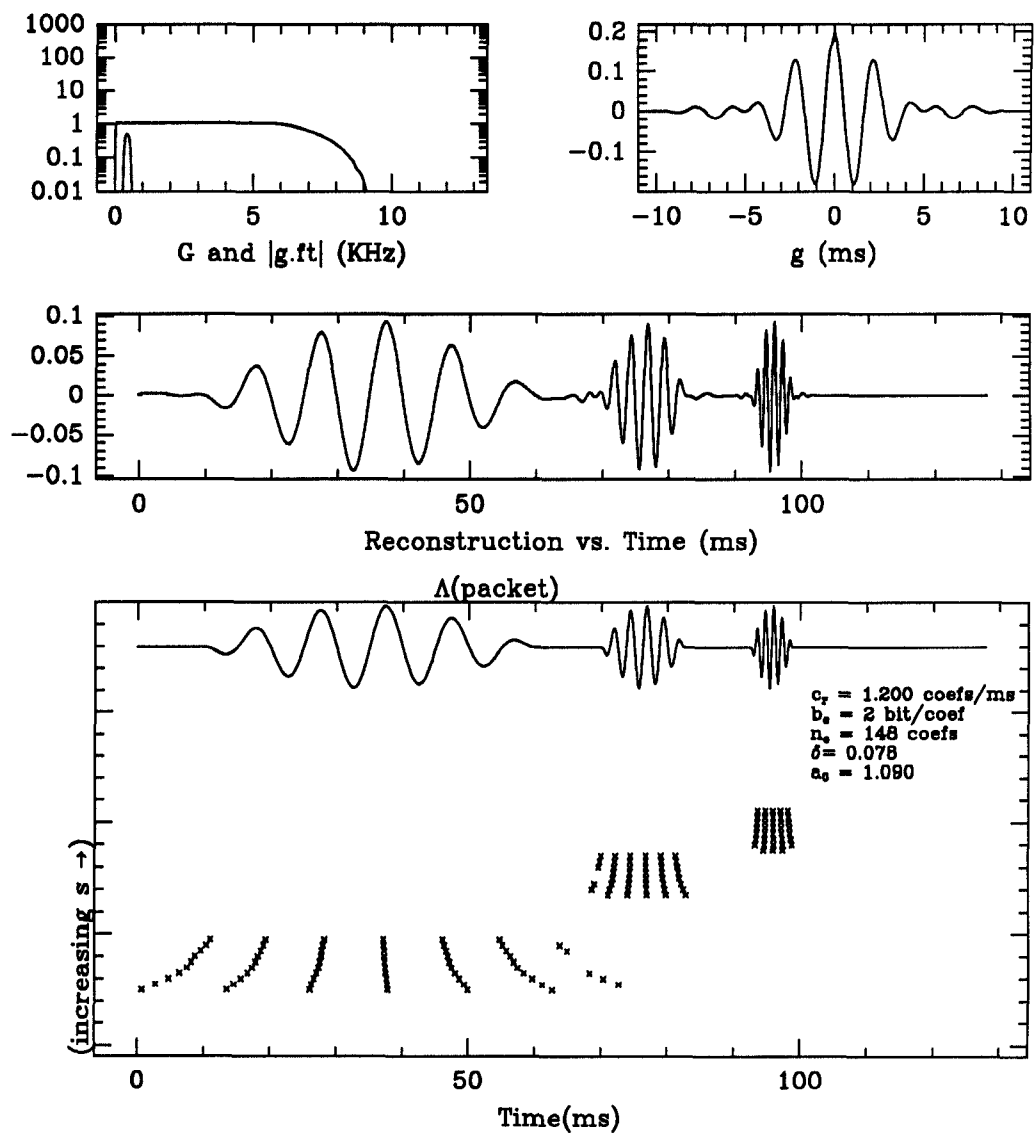 1000
100
10
1
0.1
0.01
0 5 10
G and |g.ft| (KHz)
0.2
0.1
0
−0.1
−10 −5 0 5 10
g (ms)
0.1
0.05
0
−0.05
−0.1
0 50 100
Reconstruction vs. Time (ms)
Λ(packet)
c_r = 1.200 coefs/ms
b_e = 2 bit/coef
n_e = 148 coefs
δ= 0.078
a_0 = 1.090
(increasing s →)
0 50 100
Time(ms)